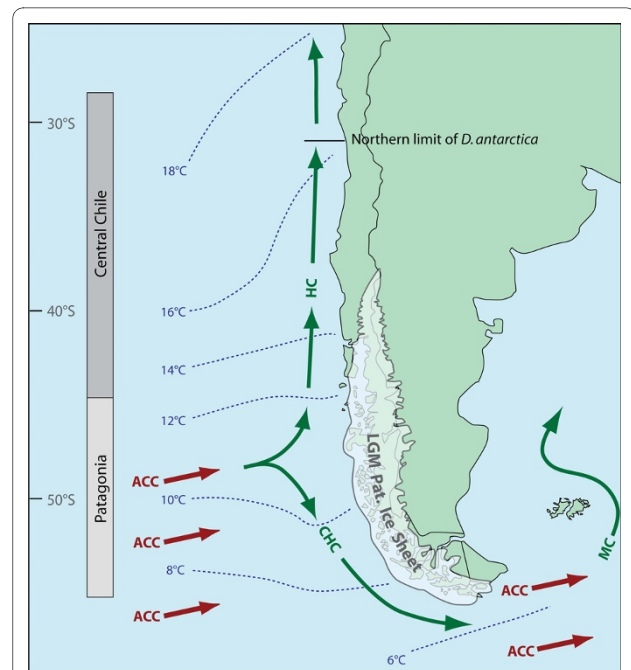 30°S
Northern limit of D. antarctica
18°C
Central Chile
HC
16°C
40°S
14°C
12°C
LGM Pat. Ice Sheet
Patagonia
ACC
10°C
50°S
CHC
ACC
MC
8°C
ACC
ACC
6°C
ACC